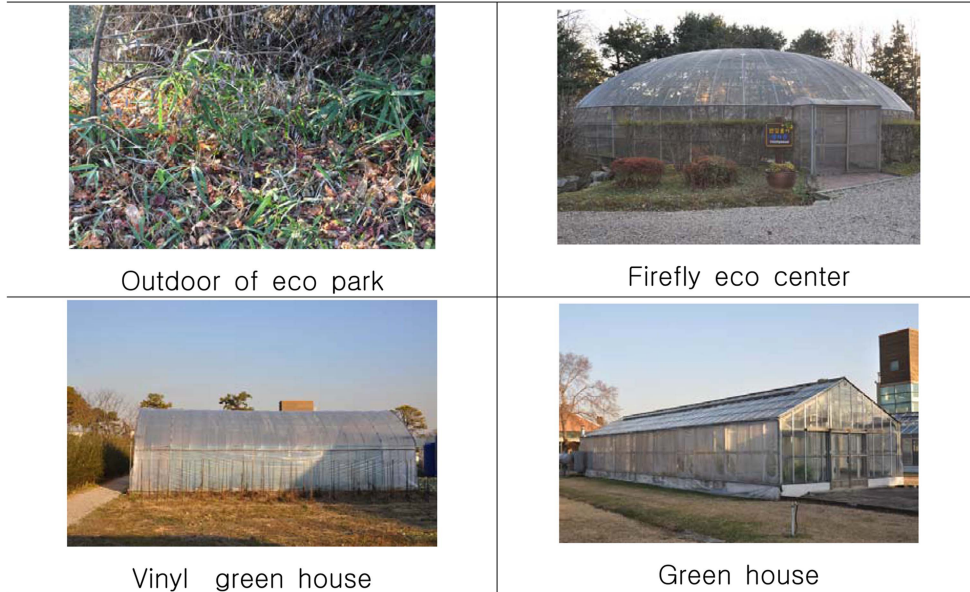 Outdoor of eco park
Firefly eco center
Vinyl green house
Green house